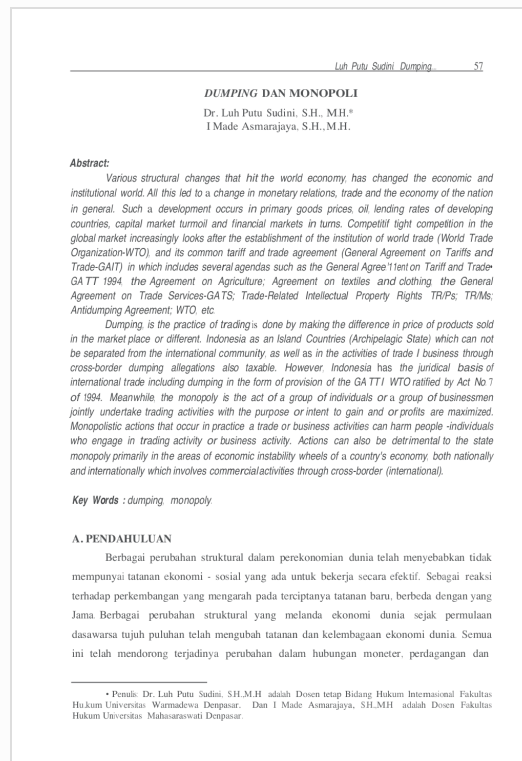 Luh Putu Sudini Dumping... 57
DUMPING DAN MONOPOLI
Dr. Luh Putu Sudini, S.H., M.H.*
I Made Asmarajaya, S.H., M.H.
Abstract:
Various structural changes that hit the world economy, has changed the economic and
institutional world. All this led to a change in monetary relations, trade and the economy of the nation
in general. Such a development occurs in primary goods prices, oil, lending rates of developing
countries, capital market turmoil and financial markets in turns. Competitif tight competition in the
global market increasingly looks after the establishment of the institution of world trade (World Trade
Organization-WTO), and its common tariff and trade agreement (General Agreement on Tariffs and
Trade-GAIT) in which includes several agendas such as the General Agree'11ent on Tariff and Trade•
GA TT 1994, the Agreement on Agriculture; Agreement on textiles and clothing, the General
Agreement on Trade Services-GATS; Trade-Related Intellectual Property Rights TR/Ps; TR/Ms;
Antidumping Agreement; WTO, etc.
Dumping, is the practice of trading is done by making the difference in price of products sold
in the market place or different. Indonesia as an Island Countries (Archipelagic State) which can not
be separated from the international community, as well as in the activities of trade I business through
cross-border dumping allegations also taxable. However, Indonesia has the juridical basis of
international trade including dumping in the form of provision of the GA TT I WTO ratified by Act No 7
of 1994. Meanwhile, the monopoly is the act of a group of individuals or a group of businessmen
jointly undertake trading activities with the purpose or intent to gain and or profits are maximized.
Monopolistic actions that occur in practice a trade or business activities can harm people -individuals
who engage in trading activity or business activity. Actions can also be detrimental to the state
monopoly primarily in the areas of economic instability wheels of a country's economy, both nationally
and internationally which involves commercial activities through cross-border (international).
Key Words : dumping, monopoly.
A. PENDAHULUAN
Berbagai perubahan struktural dalam perekonomian dunia telah menyebabkan tidak
mempunyai tatanan ekonomi - sosial yang ada untuk bekerja secara efektif. Sebagai reaksi
terhadap perkembangan yang mengarah pada terciptanya tatanan baru, berbeda dengan yang
Jama. Berbagai perubahan struktural yang melanda ekonomi dunia sejak permulaan
dasawarsa tujuh puluhan telah mengubah tatanan dan kelembagaan ekonomi dunia. Semua
ini telah mendorong terjadinya perubahan dalam hubungan moneter, perdagangan dan
• Penulis: Dr. Luh Putu Sudini, S.H.,M.H adalah Dosen tetap Bidang Hukum Internasional Fakultas
Hu.kum Universitas Warmadewa Denpasar. Dan I Made Asmarajaya, S.H.,M.H adalah Dosen Fakultas
Hukum Universitas Mahasaraswati Denpasar.